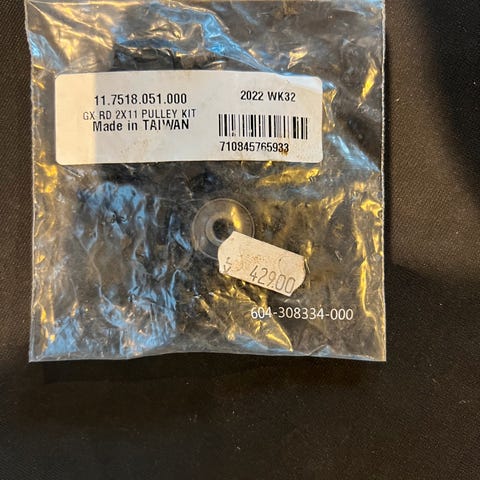 11.7518.051.000 2022 WK32
GX RD 2X11 PULLEY KIT
Made in TAIWAN
710845765933
42900
604-308334-000